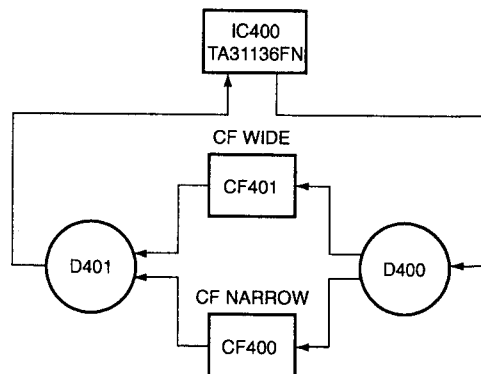 IC400
TA31136FN
CF WIDE
CF401
D401
D400
CF NARROW
CF400